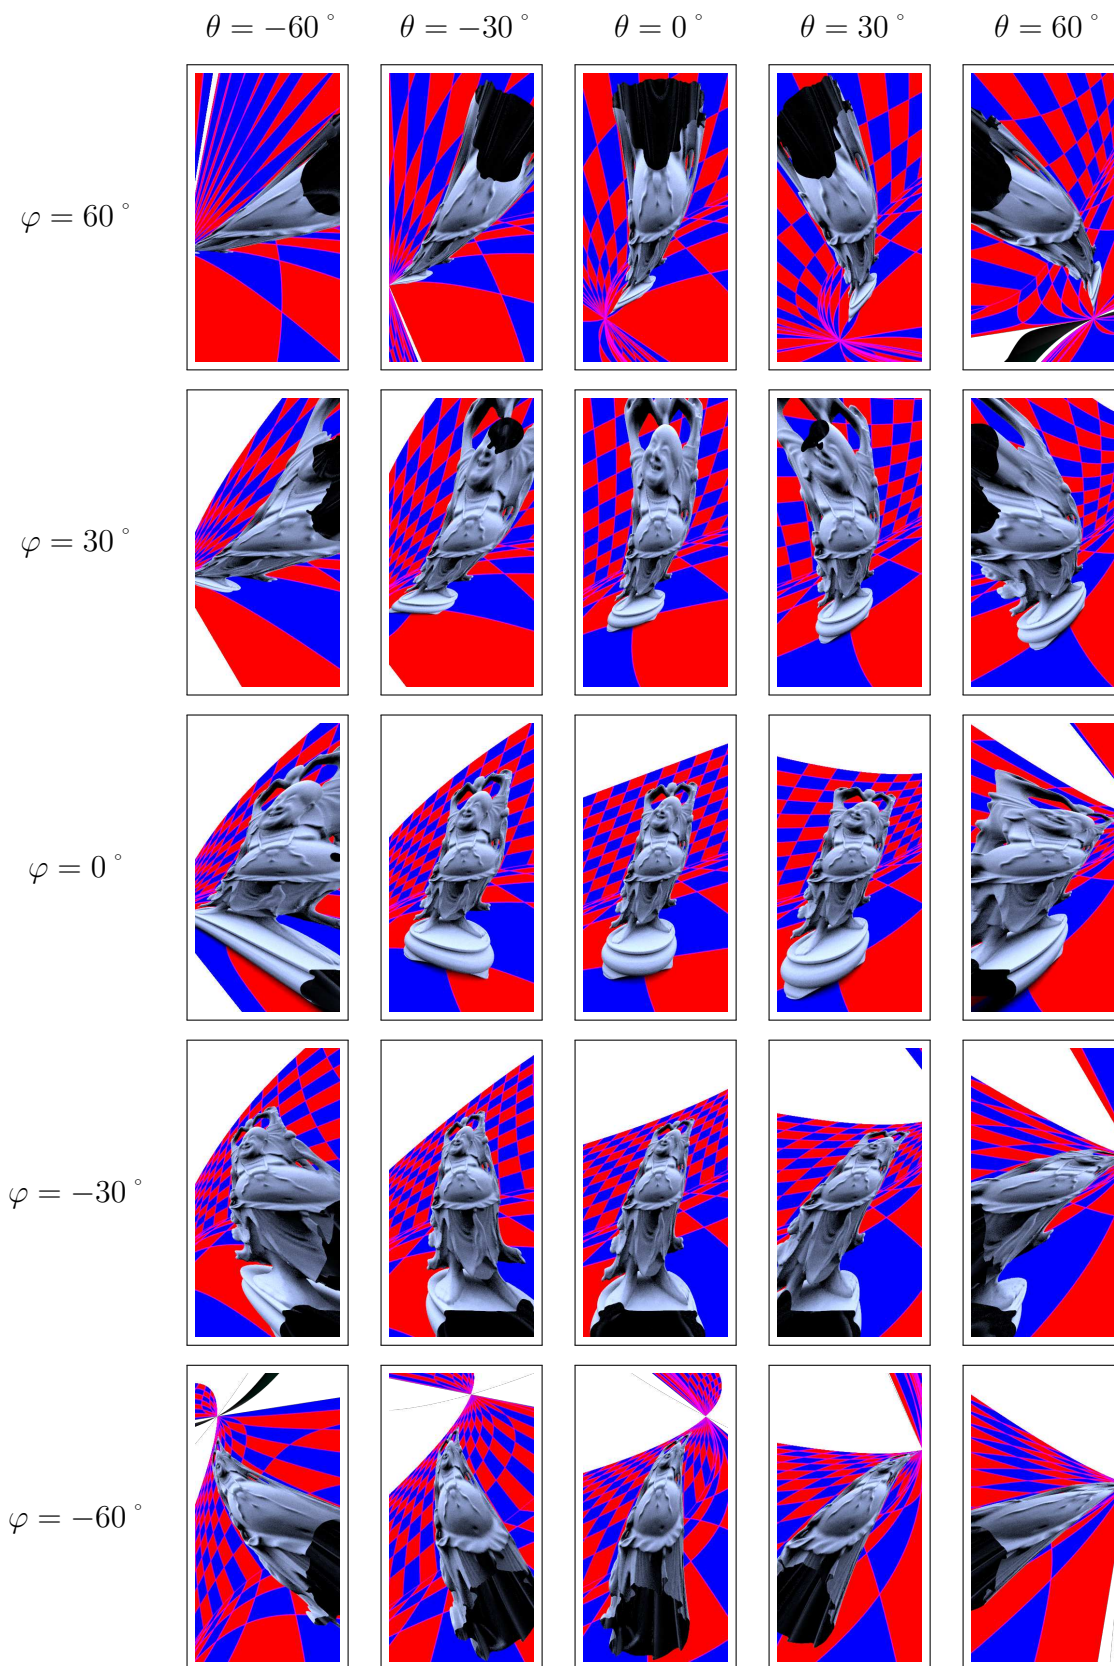 θ = −60° θ = −30° θ = 0° θ = 30° θ = 60°
φ = 60°
φ = 30°
φ = 0°
φ = −30°
φ = −60°